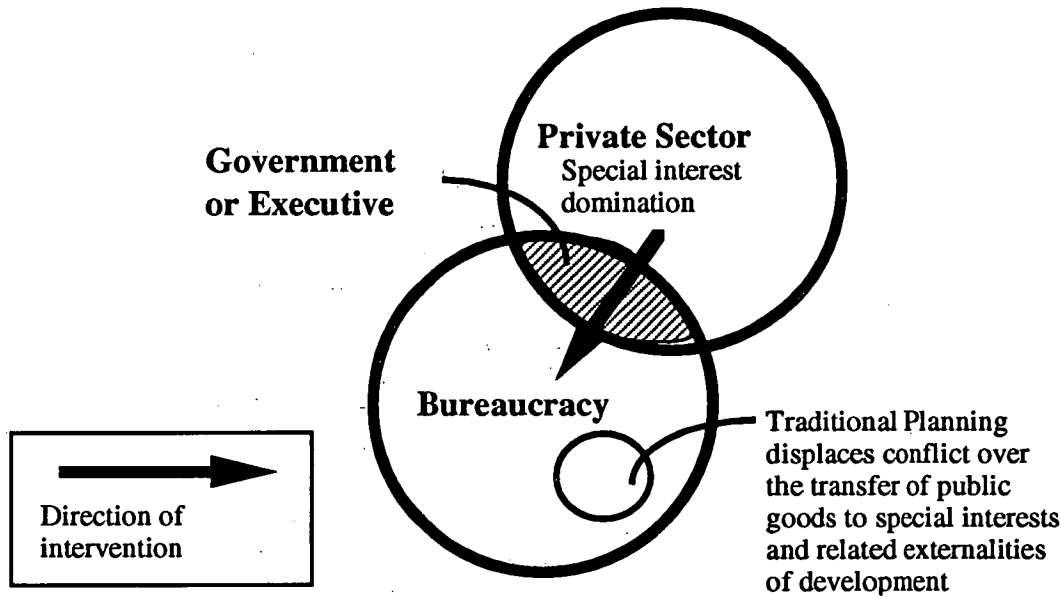 Private Sector
Special interest
domination
Government
or Executive
Bureaucracy
Traditional Planning
displaces conflict over
the transfer of public
goods to special interests
and related externalities
of development
Direction of
intervention